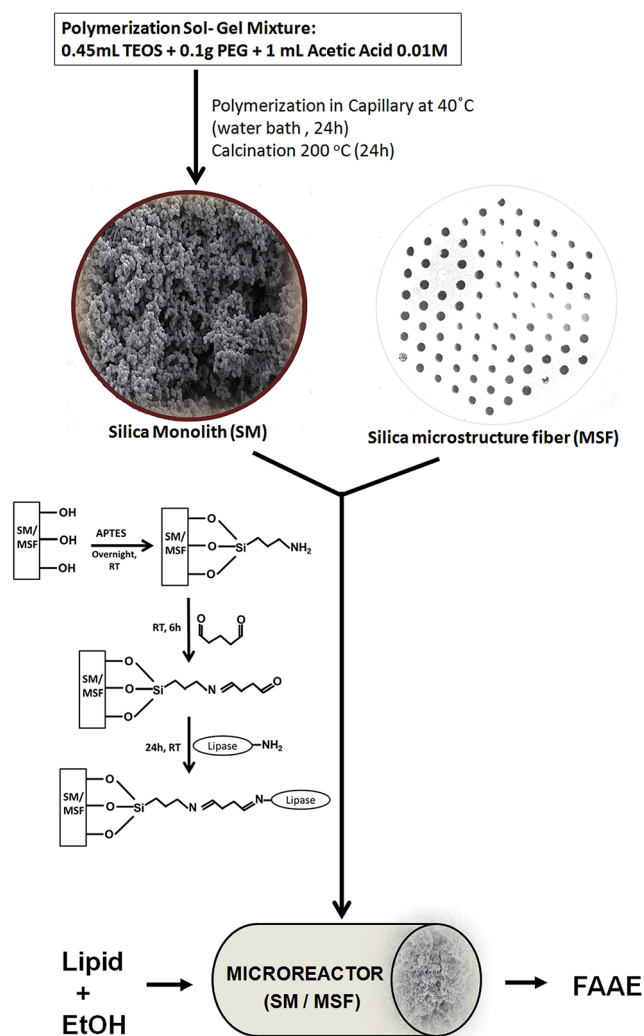 Polymerization Sol- Gel Mixture:
0.45mL TEOS + 0.1g PEG + 1 mL Acetic Acid 0.01M
Polymerization in Capillary at 40˚C
(water bath , 24h)
Calcination 200 ºC (24h)
Silica Monolith (SM)
Silica microstructure fiber (MSF)
SM/
MSF
OH
OH
OH
APTES
Overnight,
RT
SM/
MSF
O
O
O
Si
NH2
RT, 6h
O
O
SM/
MSF
O
O
O
Si
N
O
24h, RT
Lipase
NH2
SM/
MSF
O
O
O
Si
N
N
Lipase
Lipid
+
EtOH
MICROREACTOR
(SM / MSF)
FAAE